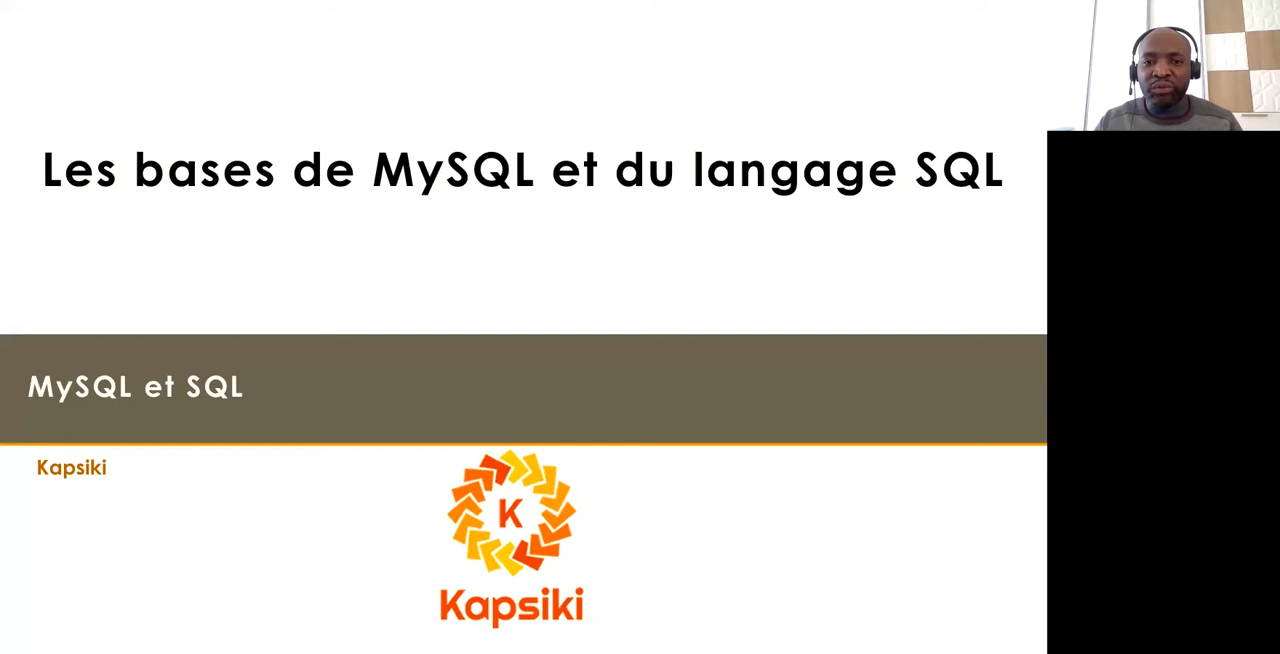 Les bases de MySQL et du langage SQL
MySQL et SQL
Kapsiki
K
Kapsiki